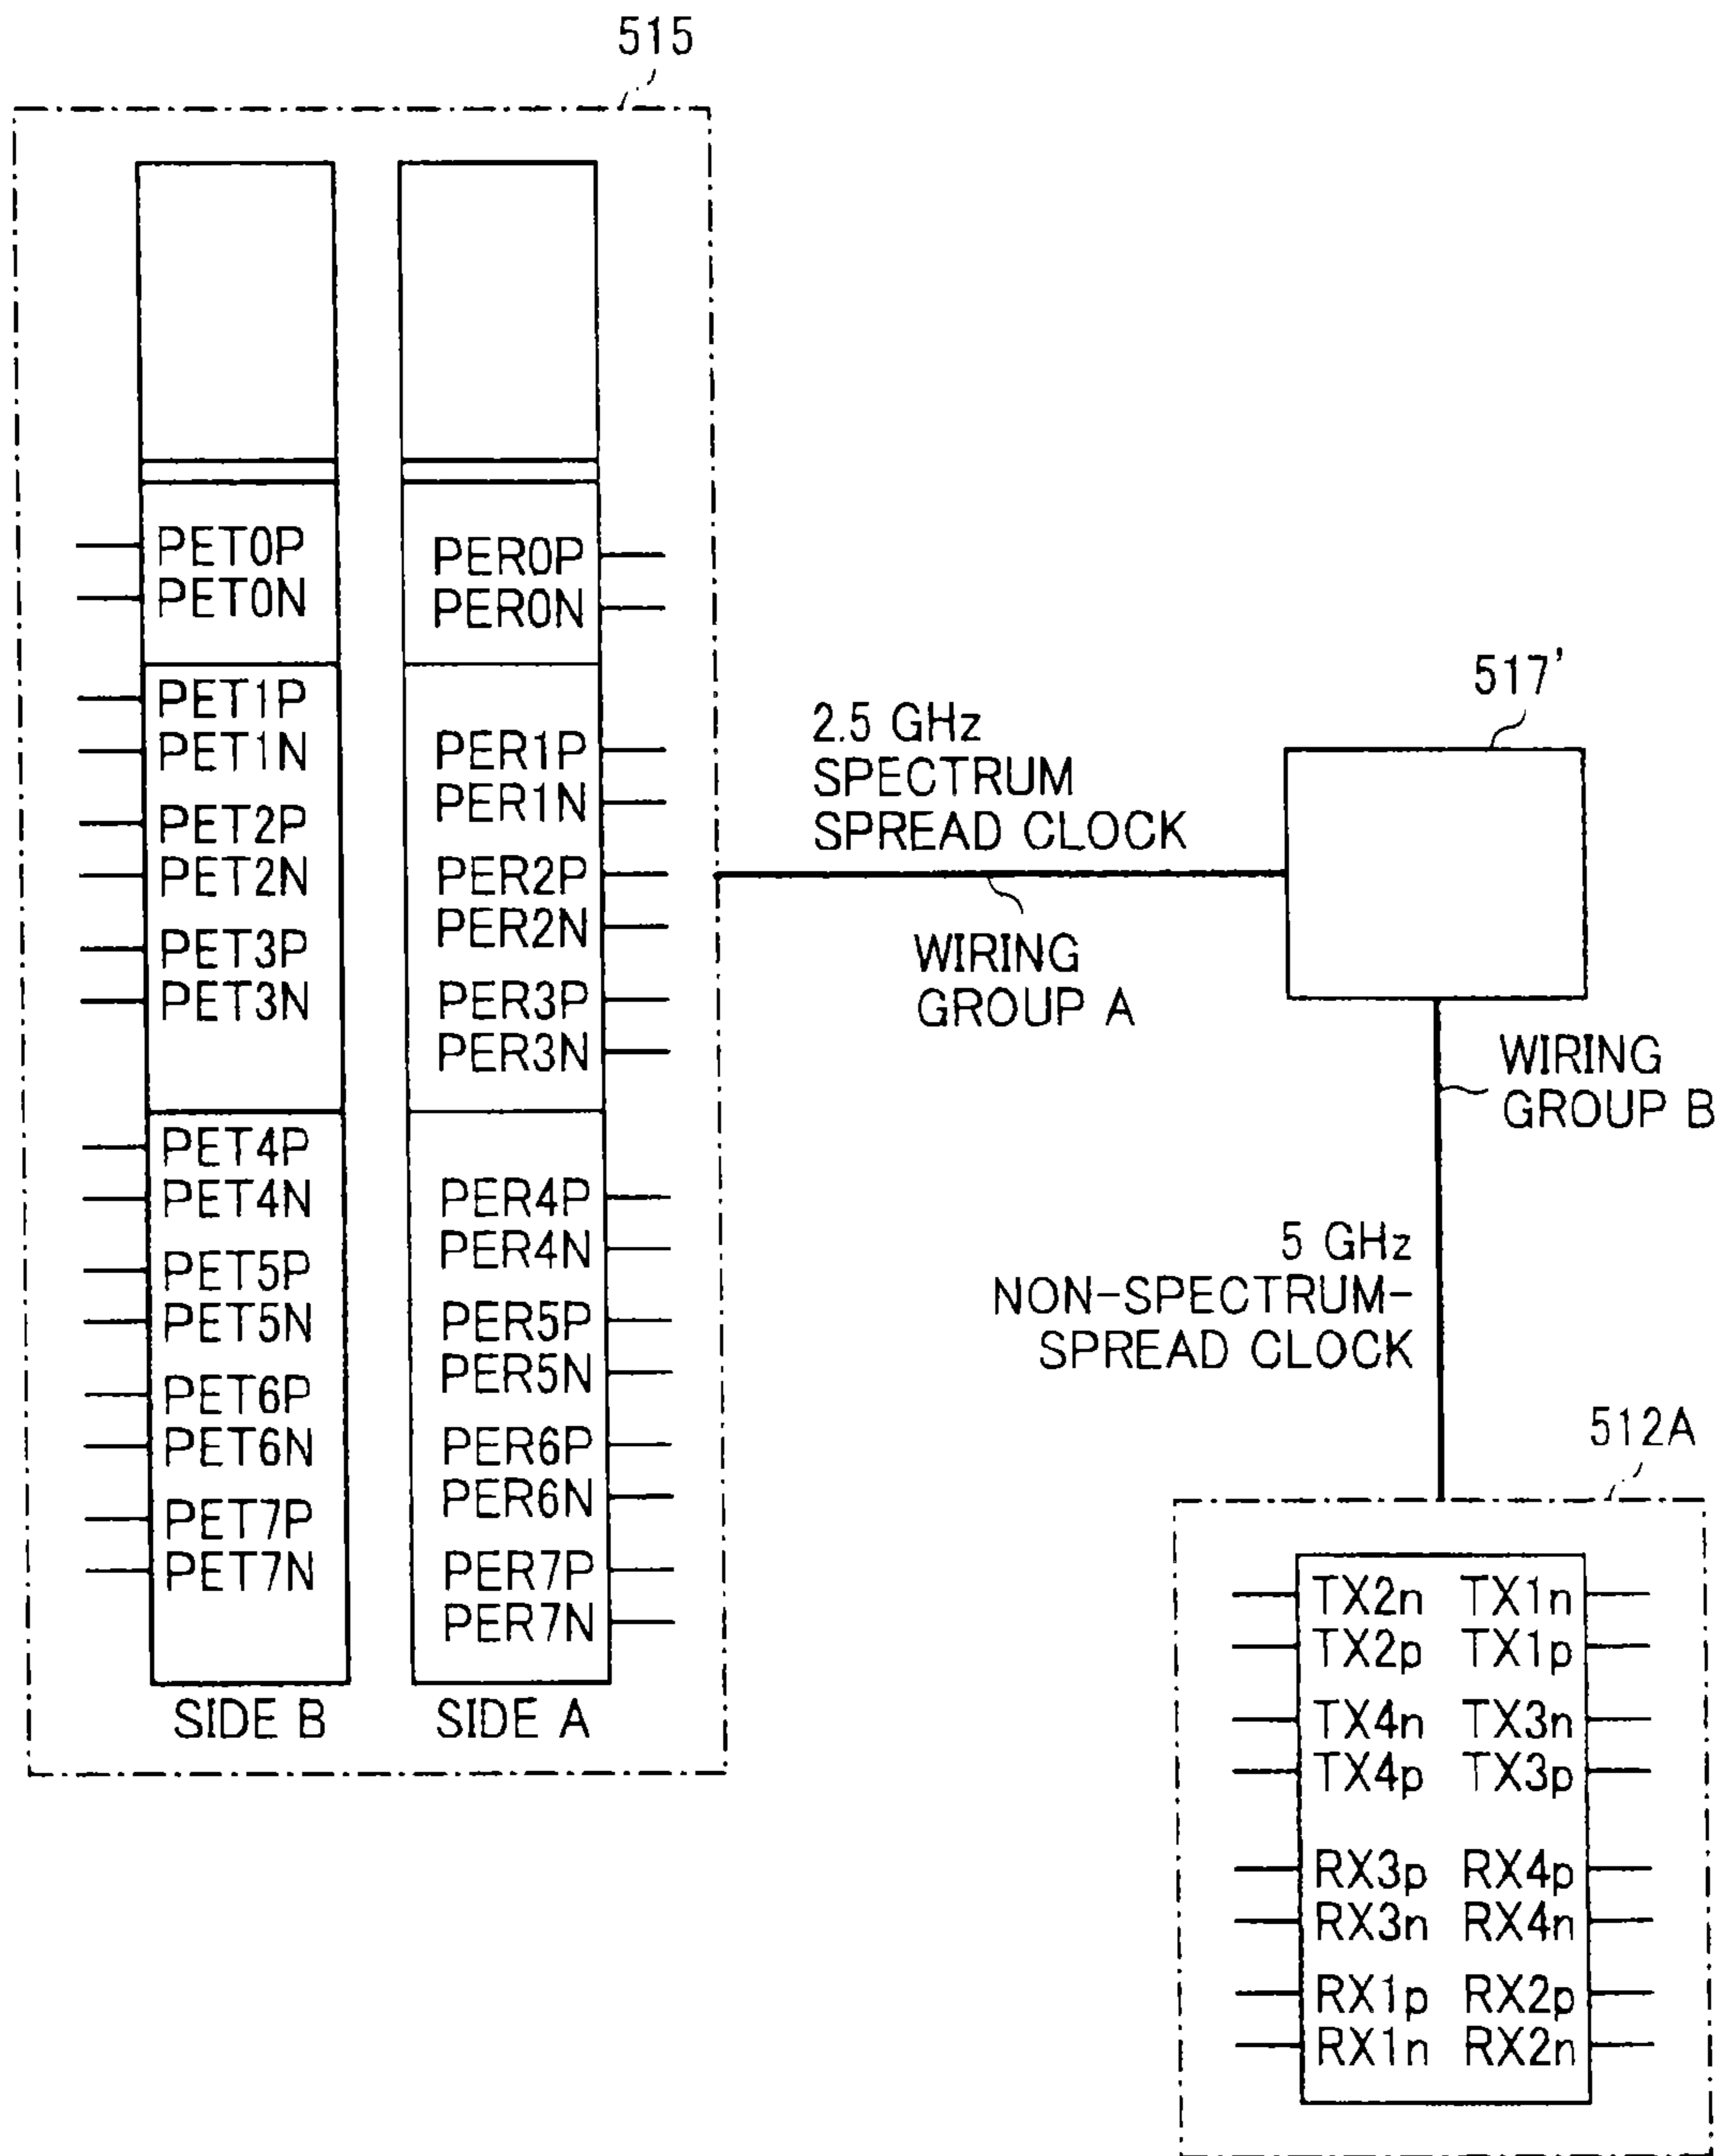 515
PET0P
PET0N
PET1P
PET1N
PET2P
PET2N
PET3P
PET3N
PET4P
PET4N
PET5P
PET5N
PET6P
PET6N
PET7P
PET7N
SIDE B
PER0P
PER0N
PER1P
PER1N
PER2P
PER2N
PER3P
PER3N
PER4P
PER4N
PER5P
PER5N
PER6P
PER6N
PER7P
PER7N
SIDE A
2.5 GHz
SPECTRUM
SPREAD CLOCK
WIRING
GROUP A
517'
WIRING
GROUP B
5 GHz
NON-SPECTRUM-
SPREAD CLOCK
512A
TX2n TX1n
TX2p TX1p
TX4n TX3n
TX4p TX3p
RX3p RX4p
RX3n RX4n
RX1p RX2p
RX1n RX2n